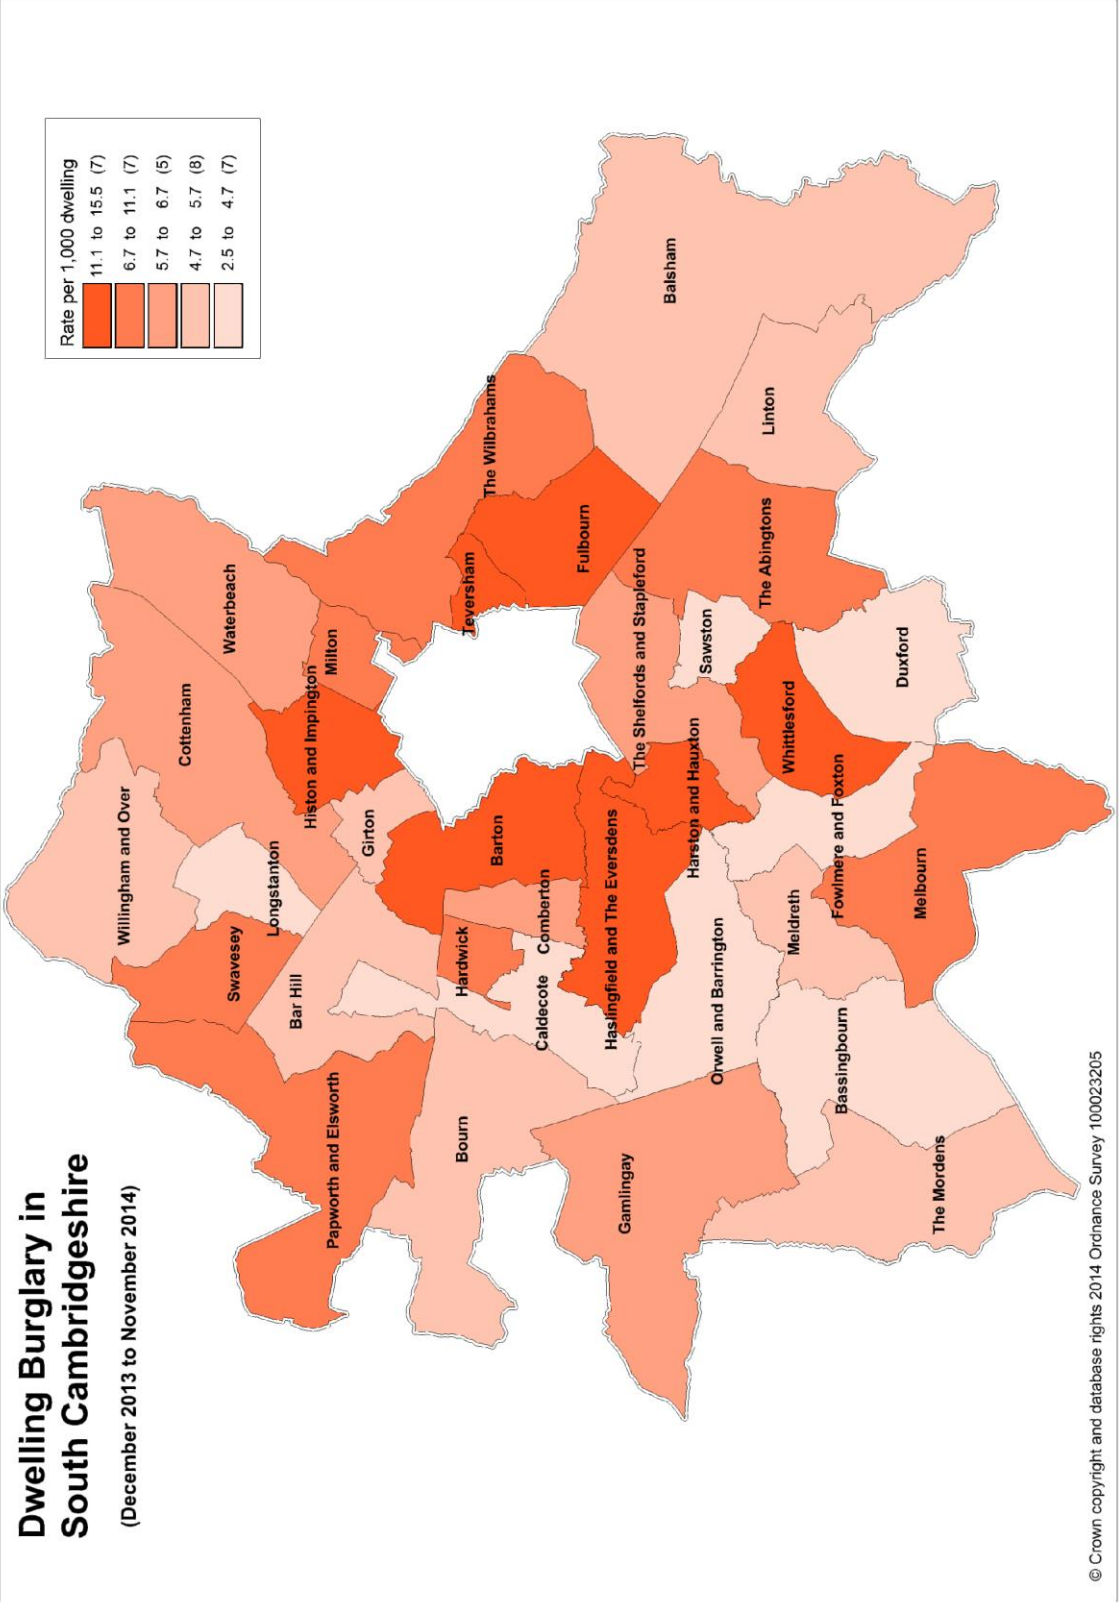 Dwelling Burglary in
South Cambridgeshire
(December 2013 to November 2014)
Rate per 1,000 dwelling
11.1 to 15.5 (7)
6.7 to 11.1 (7)
5.7 to 6.7 (5)
4.7 to 5.7 (8)
2.5 to 4.7 (7)
Willingham and Over
Cottenham
Waterbeach
Swavesey
Longstanton
Bar Hill
Histon and Impington
Milton
Papworth and Elsworth
Girton
Bourn
Hardwick
Barton
Teversham
The Wilbrahams
Caldecote
Comberton
Fulbourn
Gamlingay
Haslingfield and The Eversdens
The Shelfords and Stapleford
Balsham
Orwell and Barrington
Harston and Hauxton
Sawston
The Abingtons
Linton
Meldreth
Whittlesford
Bassingbourn
Fowlmere and Foxton
Duxford
The Mordens
Melbourn
© Crown copyright and database rights 2014 Ordnance Survey 100023205